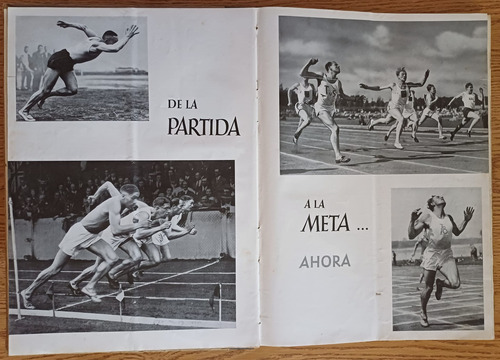 DE LA
PARTIDA
A LA
META ...
AHORA